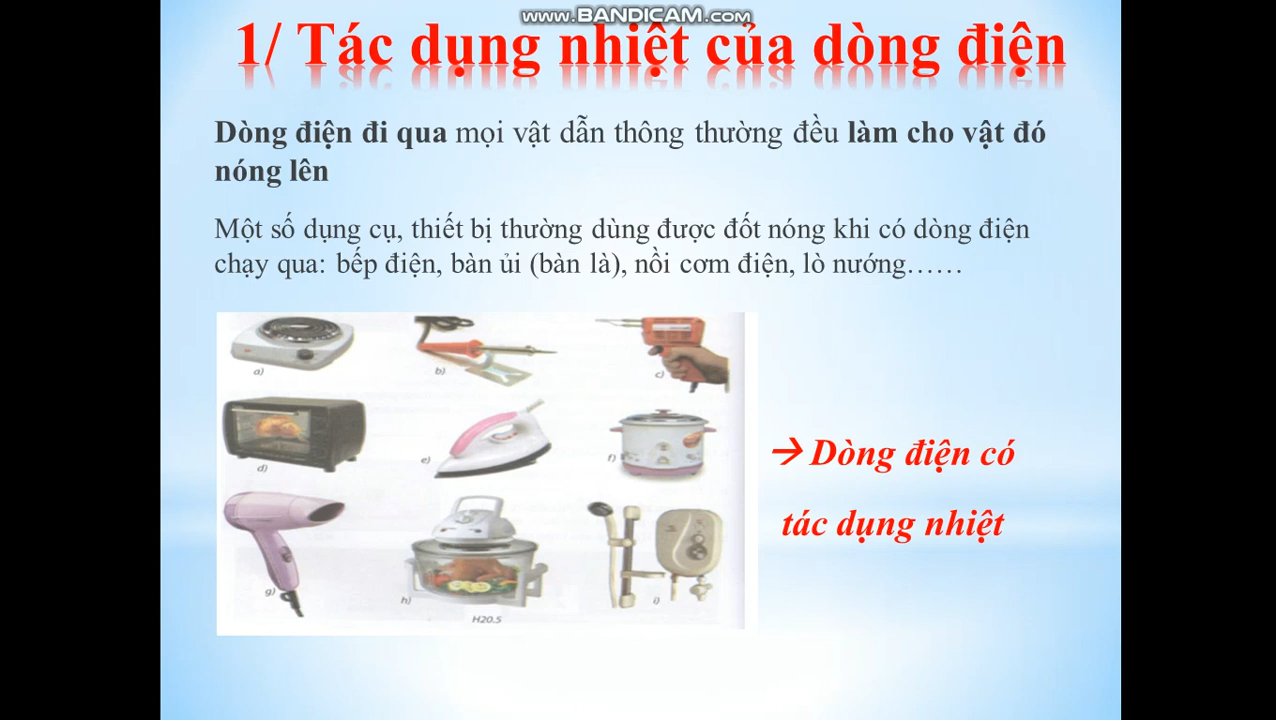 www.BANDICAM.com
1/ Tác dụng nhiệt của dòng điện
Dòng điện đi qua mọi vật dẫn thông thường đều làm cho vật đó
nóng lên
Một số dụng cụ, thiết bị thường dùng được đốt nóng khi có dòng điện
chạy qua: bếp điện, bàn ủi (bàn là), nồi cơm điện, lò nướng……
a)
b)
c)
d)
e)
f)
g)
h)
i)
H20.5
→ Dòng điện có
tác dụng nhiệt